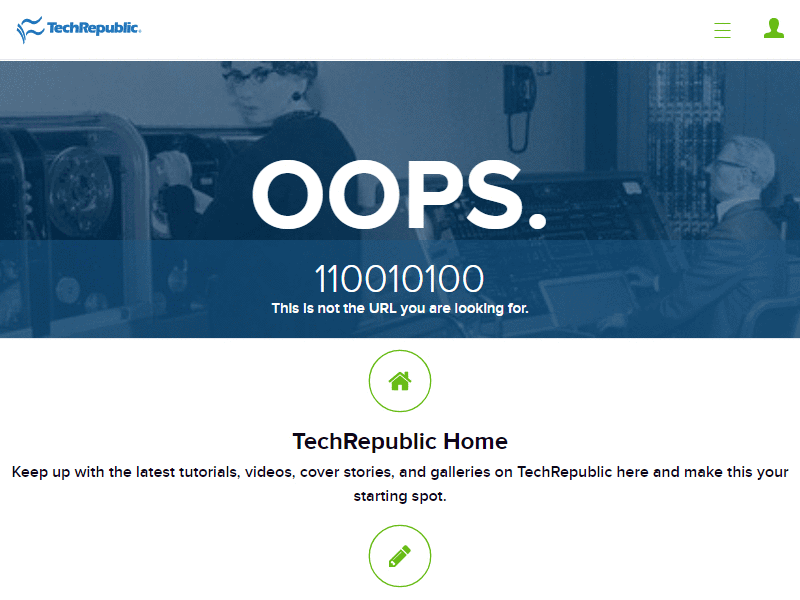 TechRepublic.
OOPS.
110010100
This is not the URL you are looking for.
TechRepublic Home
Keep up with the latest tutorials, videos, cover stories, and galleries on TechRepublic here and make this your
starting spot.